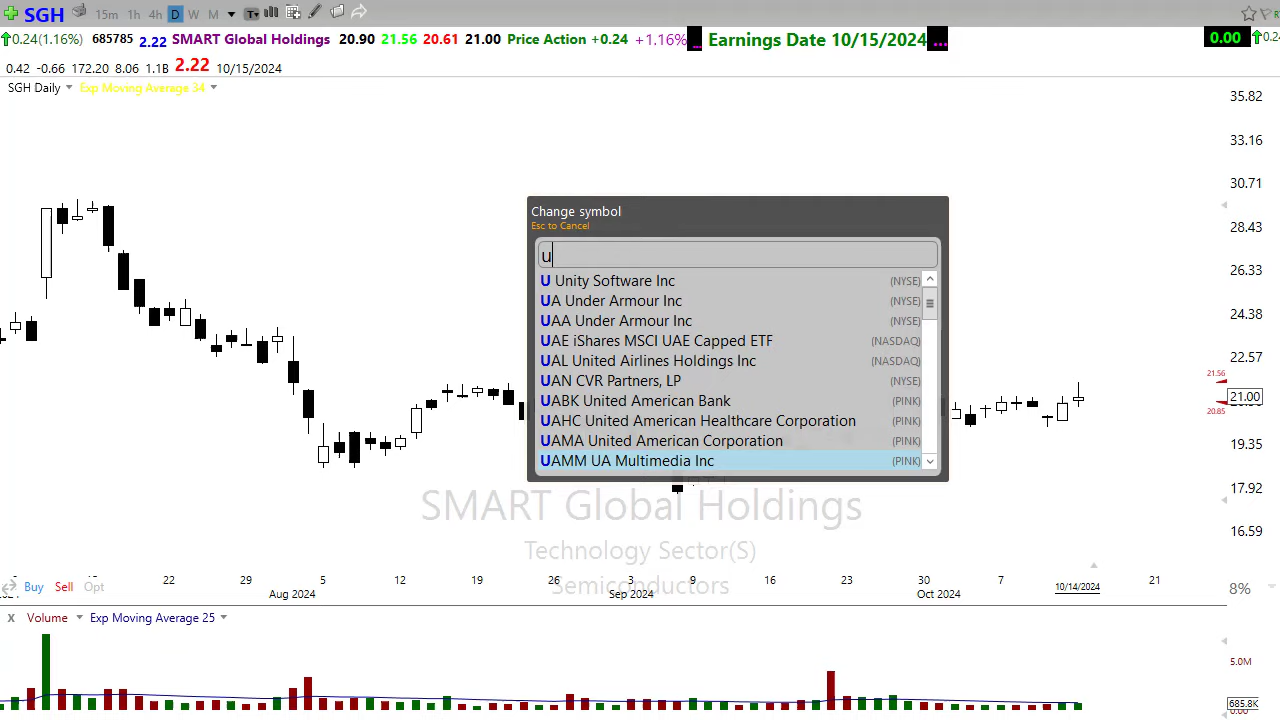 SGH 15m 1h 4h D W M
0.24(1.16%) 685785 2.22 SMART Global Holdings 20.90 21.56 20.61 21.00 Price Action +0.24 +1.16%... Earnings Date 10/15/2024... 0.00 0.24
0.42 -0.66 172.20 8.06 1.1B 2.22 10/15/2024
SGH Daily Exp Moving Average 34
35.82
33.16
30.71
28.43
26.33
24.38
22.57
21.56
21.00
20.85
19.35
17.92
16.59
Change symbol
Esc to Cancel
u
U Unity Software Inc (NYSE)
UA Under Armour Inc (NYSE)
UAA Under Armour Inc (NYSE)
UAE iShares MSCI UAE Capped ETF (NASDAQ)
UAL United Airlines Holdings Inc (NASDAQ)
UAN CVR Partners, LP (NYSE)
UABK United American Bank (PINK)
UAHC United American Healthcare Corporation (PINK)
UAMA United American Corporation (PINK)
UAMM UA Multimedia Inc (PINK)
SMART Global Holdings
Technology Sector(S)
Semiconductors
22 29 5 12 19 26 9 16 23 30 7 10/14/2024 21
Buy Sell Opt
Aug 2024 Sep 2024 Oct 2024
8%
X Volume Exp Moving Average 25
5.0M
685.8K